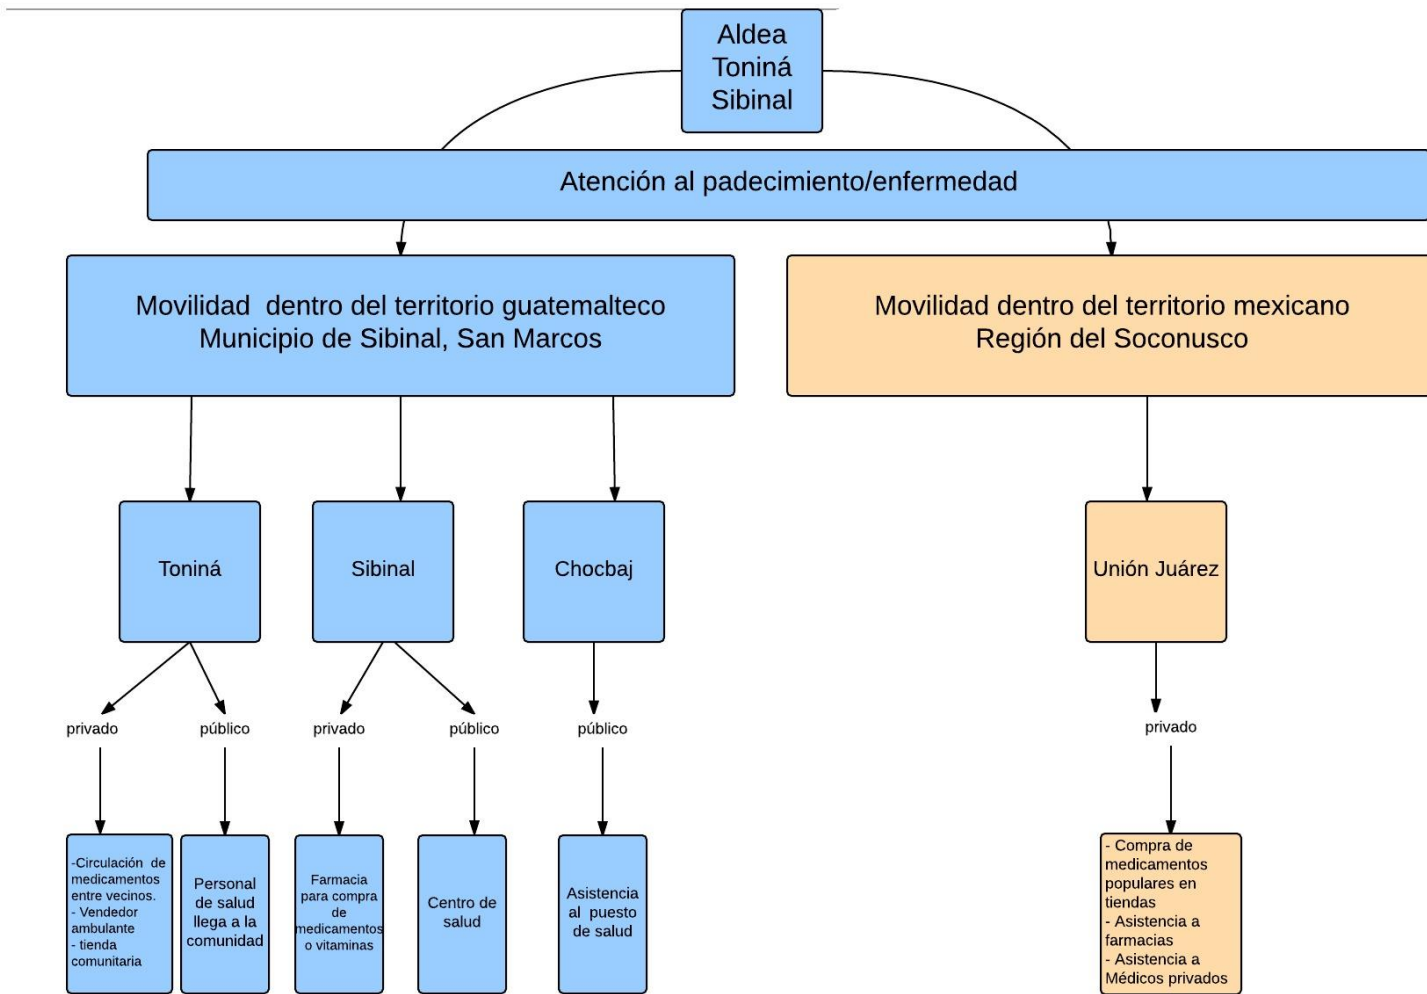 Aldea
Toniná
Sibinal
Atención al padecimiento/enfermedad
Movilidad dentro del territorio guatemalteco
Municipio de Sibinal, San Marcos
Movilidad dentro del territorio mexicano
Región del Soconusco
Toniná
Sibinal
Chocbaj
Unión Juárez
privado
público
privado
público
público
privado
-Circulación de
medicamentos
entre vecinos.
- Vendedor
ambulante
- tienda
comunitaria
Personal
de salud
llega a la
comunidad
Farmacia
para compra
de
medicamentos
o vitaminas
Centro de
salud
Asistencia
al puesto
de salud
- Compra de
medicamentos
populares en
tiendas
- Asistencia a
farmacias
- Asistencia a
Médicos privados